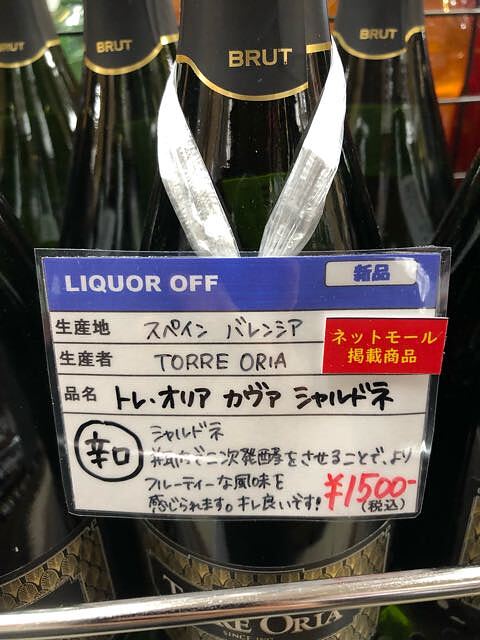 BRUT
BRUT
BRUT
BRUT
LIQUOR OFF
新品
生産地 スペイン バレンシア
生産者 TORRE ORIA
ネットモール
掲載商品
品名 トレ・オリア カヴァ シャルドネ
辛口
シャルドネ
瓶内で二次発酵をさせることで、より
フルーティーな風味を
感じられます。キレ良いです!
¥1500-
(税込)
TORRE ORIA
SINCE